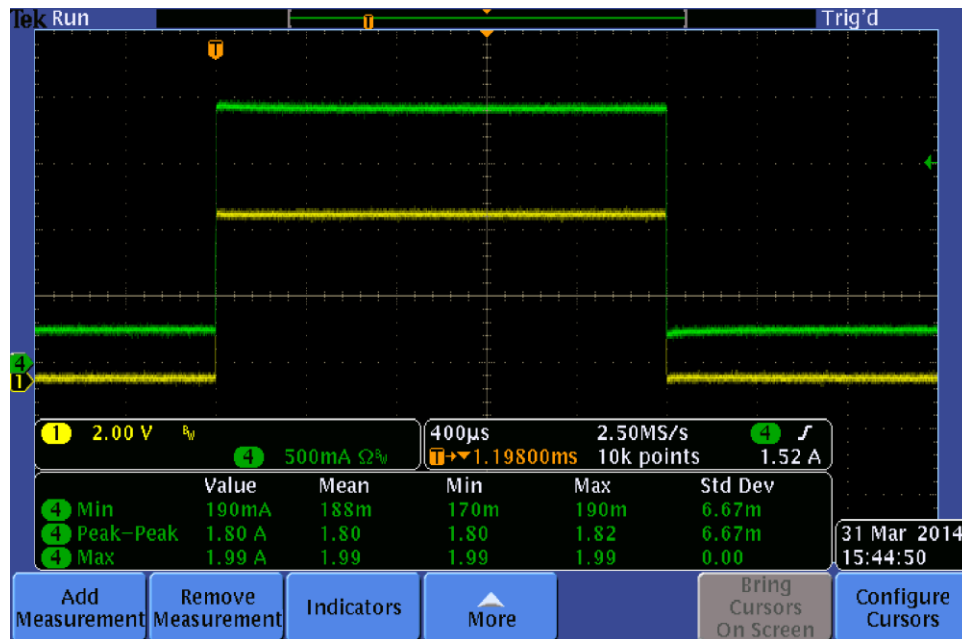 Tek Run Trig'd
T
T
4
1
1 2.00 V BW
4 500mA ΩBW
400µs 2.50MS/s 4 ∫
T→▼1.19800ms 10k points 1.52 A
Value Mean Min Max Std Dev
4 Min 190mA 188m 170m 190m 6.67m
4 Peak-Peak 1.80 A 1.80 1.80 1.82 6.67m
4 Max 1.99 A 1.99 1.99 1.99 0.00
31 Mar 2014
15:44:50
Add Measurement
Remove Measurement
Indicators
More
Bring Cursors On Screen
Configure Cursors